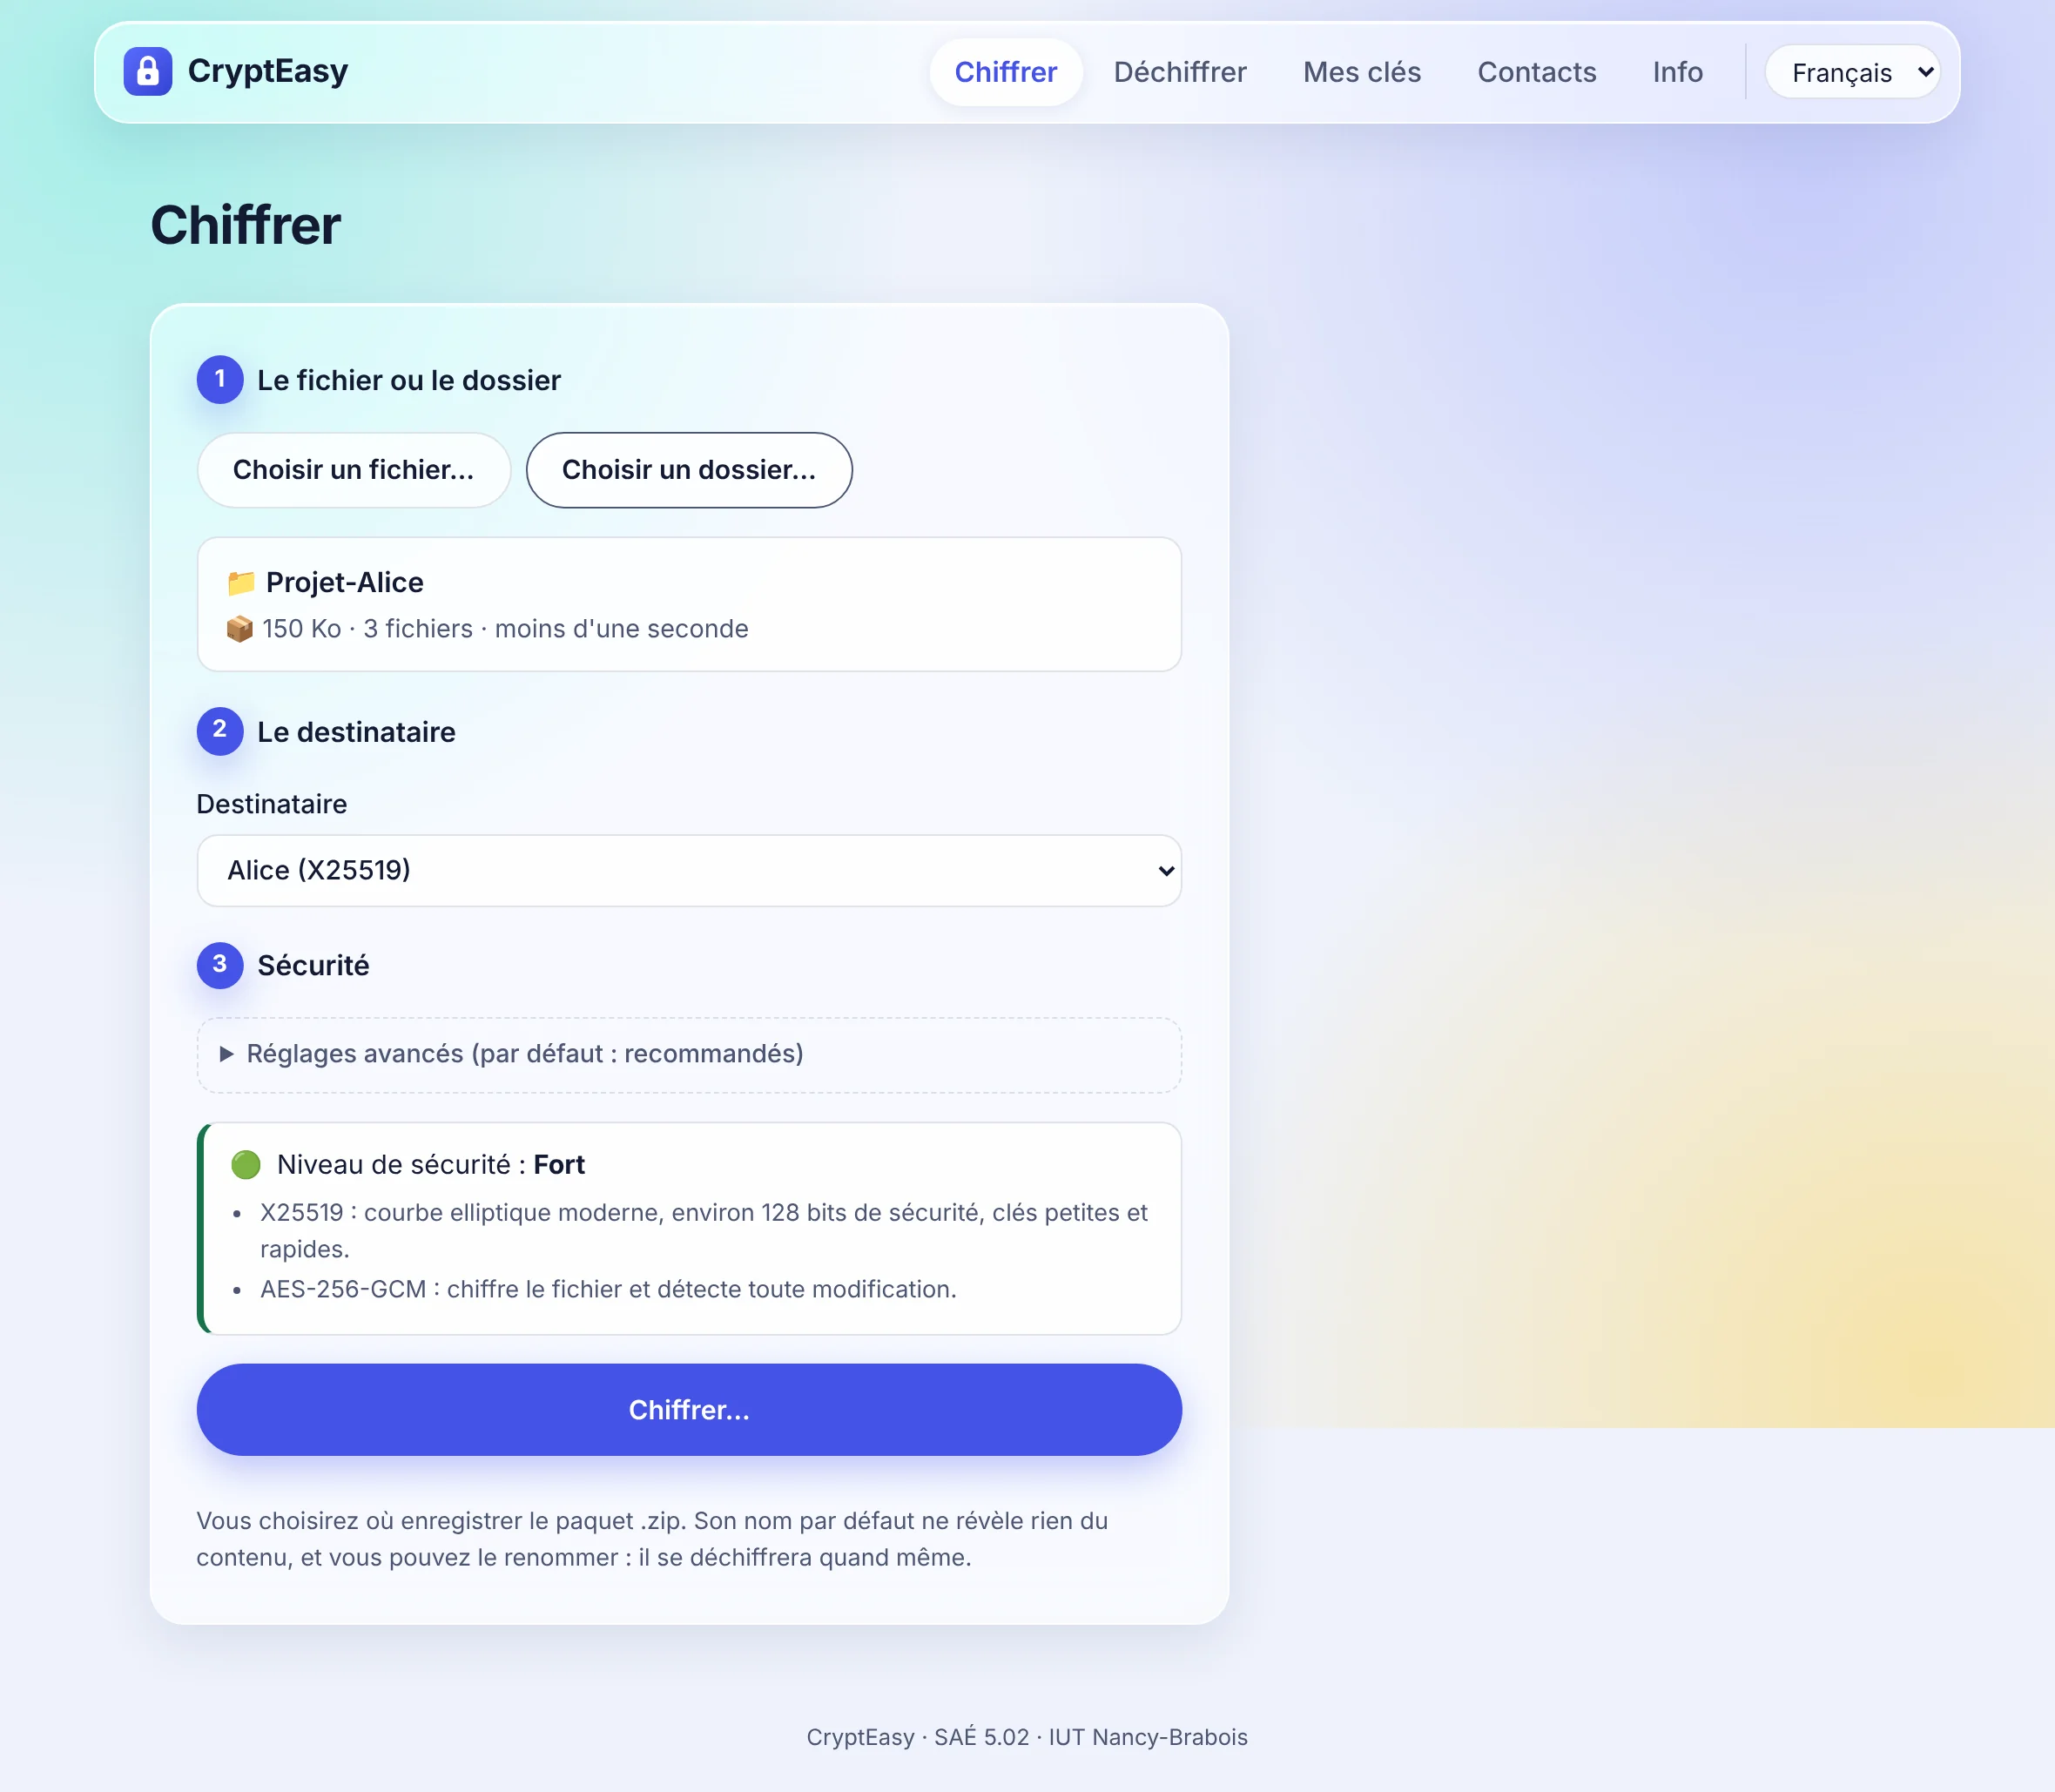 CryptEasy
Chiffrer
Déchiffrer
Mes clés
Contacts
Info
Français
Chiffrer
1
Le fichier ou le dossier
Choisir un fichier...
Choisir un dossier...
Projet-Alice
150 Ko · 3 fichiers · moins d'une seconde
2
Le destinataire
Destinataire
Alice (X25519)
3
Sécurité
Réglages avancés (par défaut : recommandés)
Niveau de sécurité : Fort
X25519 : courbe elliptique moderne, environ 128 bits de sécurité, clés petites et
rapides.
AES-256-GCM : chiffre le fichier et détecte toute modification.
Chiffrer...
Vous choisirez où enregistrer le paquet .zip. Son nom par défaut ne révèle rien du
contenu, et vous pouvez le renommer : il se déchiffrera quand même.
CryptEasy · SAÉ 5.02 · IUT Nancy-Brabois